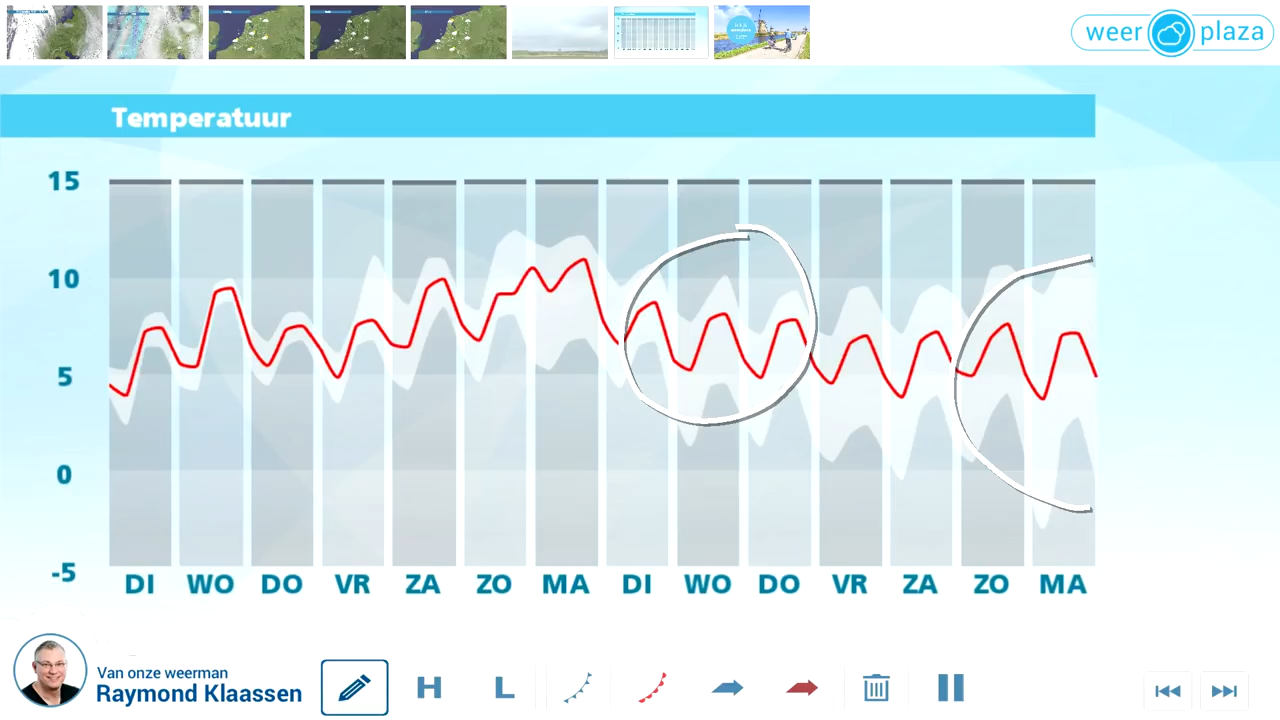 weer plaza
Temperatuur
15
10
5
0
-5
DI WO DO VR ZA ZO MA DI WO DO VR ZA ZO MA
Van onze weerman
Raymond Klaassen
H L